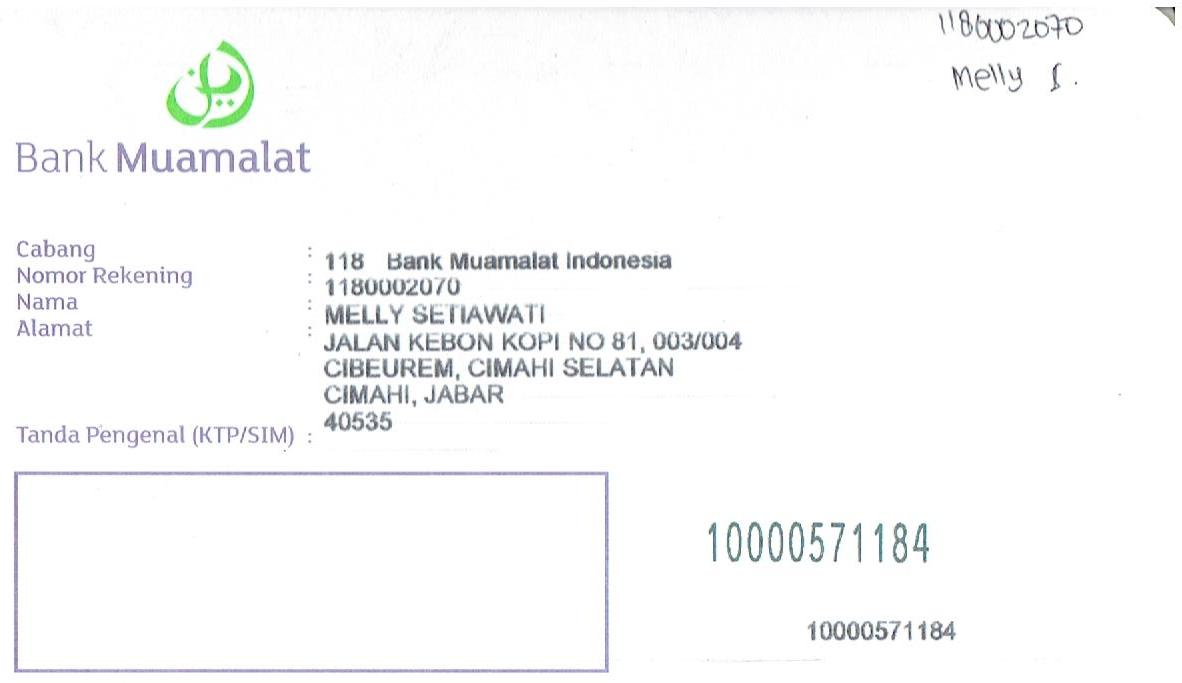 1180002070
Melly S.
Bank Muamalat
Cabang : 118 Bank Muamalat Indonesia
Nomor Rekening : 1180002070
Nama : MELLY SETIAWATI
Alamat : JALAN KEBON KOPI NO 81, 003/004
CIBEUREM, CIMAHI SELATAN
CIMAHI, JABAR
40535
Tanda Pengenal (KTP/SIM) :
10000571184
10000571184